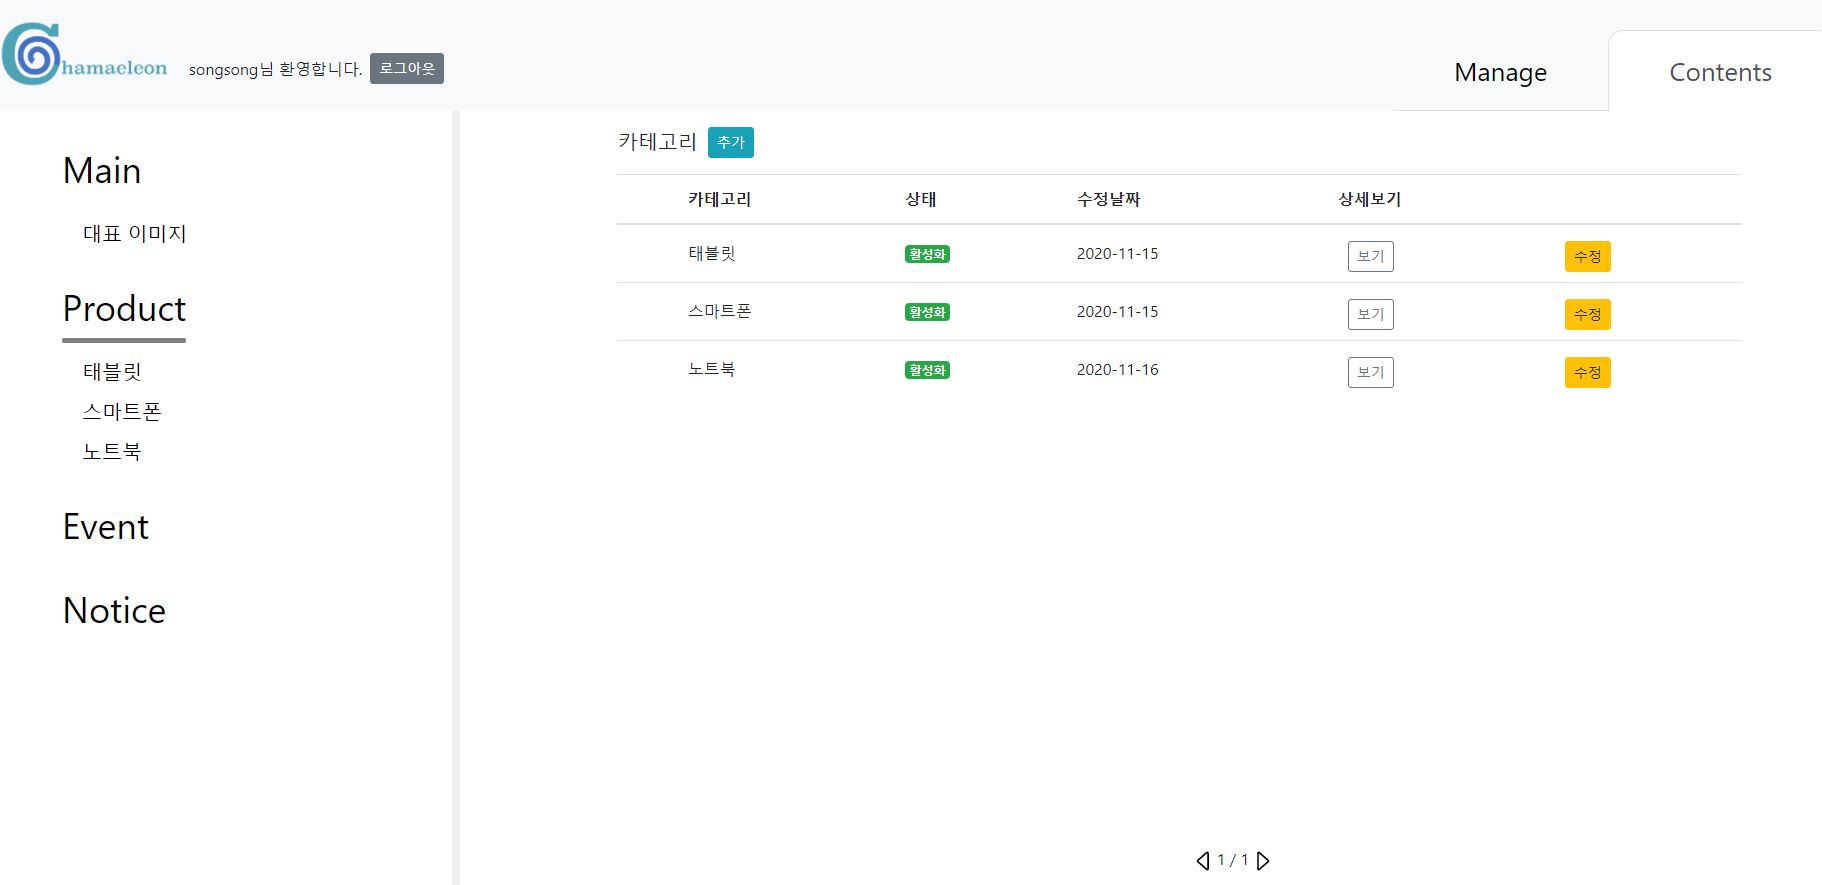 Chamaeleon songsong님 환영합니다. 로그아웃
Manage
Contents
Main
대표 이미지
Product
태블릿
스마트폰
노트북
Event
Notice
카테고리 추가
카테고리 상태 수정날짜 상세보기
태블릿 활성화 2020-11-15 보기 수정
스마트폰 활성화 2020-11-15 보기 수정
노트북 활성화 2020-11-16 보기 수정
1 / 1